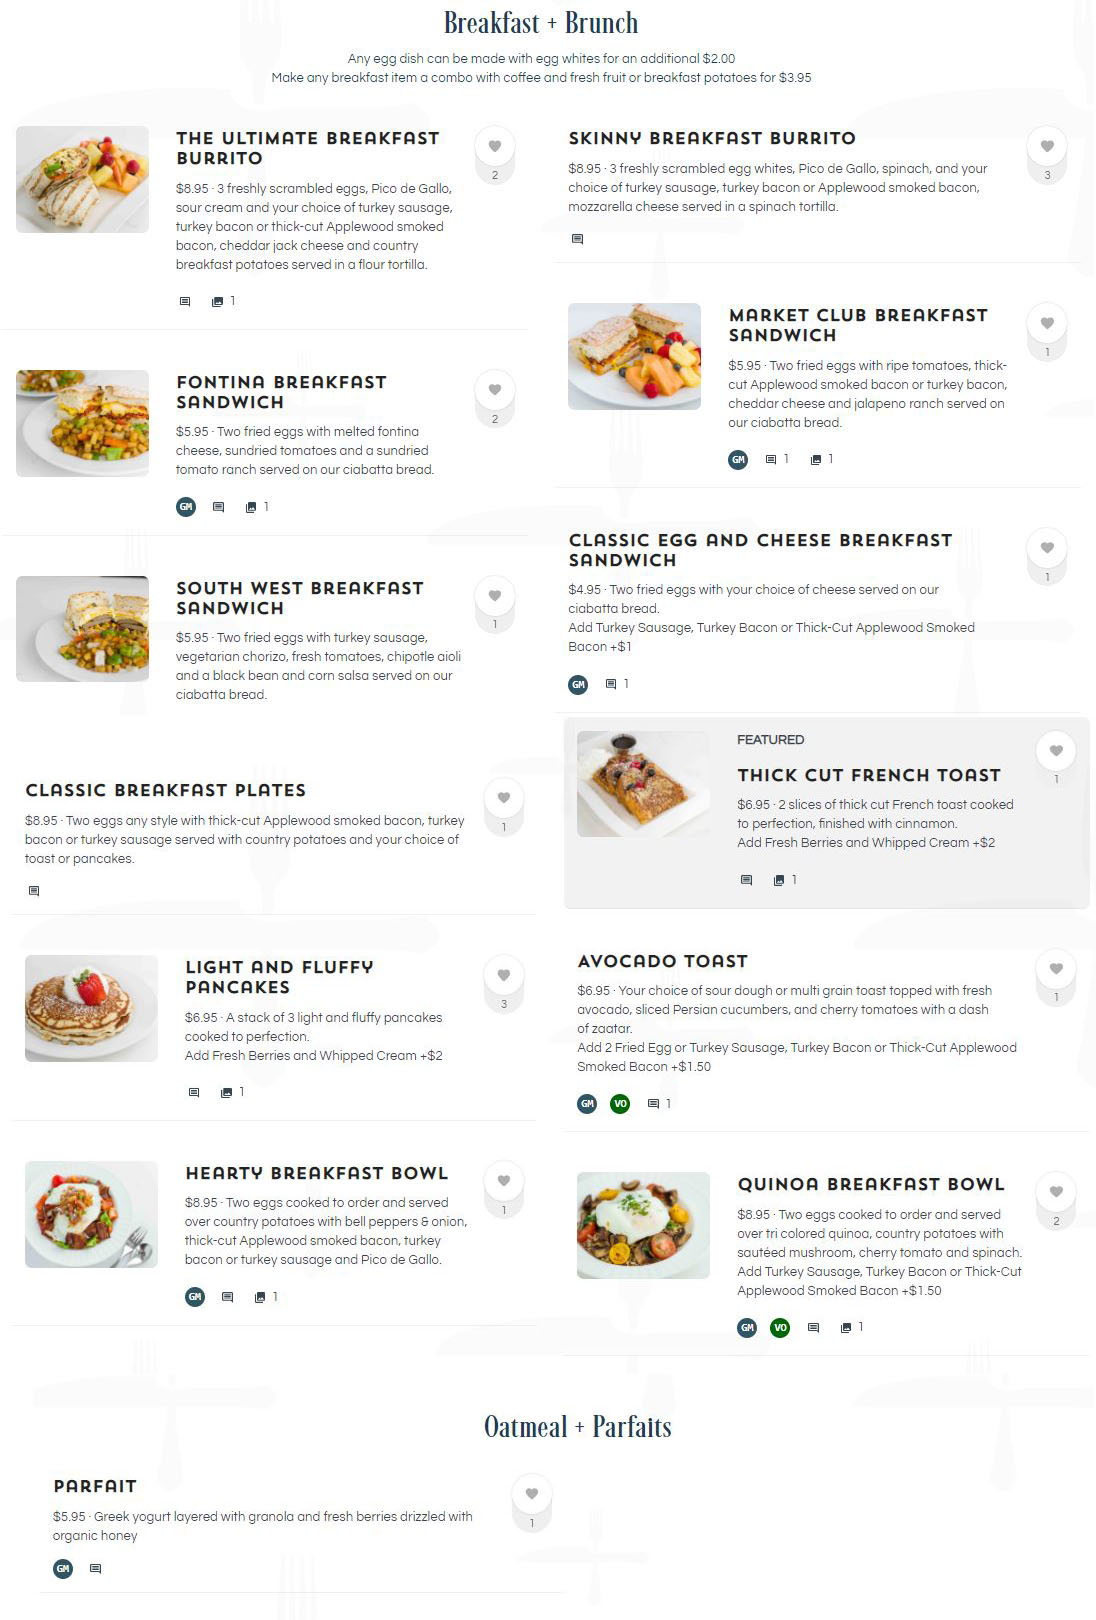 Breakfast + Brunch
Any egg dish can be made with egg whites for an additional $2.00
Make any breakfast item a combo with coffee and fresh fruit or breakfast potatoes for $3.95
THE ULTIMATE BREAKFAST
BURRITO
2
$8.95 · 3 freshly scrambled eggs, Pico de Gallo,
sour cream and your choice of turkey sausage,
turkey bacon or thick-cut Applewood smoked
bacon, cheddar jack cheese and country
breakfast potatoes served in a flour tortilla.
1
FONTINA BREAKFAST
SANDWICH
2
$5.95 · Two fried eggs with melted fontina
cheese, sundried tomatoes and a sundried
tomato ranch served on our ciabatta bread.
GM 1
SOUTH WEST BREAKFAST
SANDWICH
1
$5.95 · Two fried eggs with turkey sausage,
vegetarian chorizo, fresh tomatoes, chipotle aioli
and a black bean and corn salsa served on our
ciabatta bread.
CLASSIC BREAKFAST PLATES
1
$8.95 · Two eggs any style with thick-cut Applewood smoked bacon, turkey
bacon or turkey sausage served with country potatoes and your choice of
toast or pancakes.
LIGHT AND FLUFFY
PANCAKES
3
$6.95 · A stack of 3 light and fluffy pancakes
cooked to perfection.
Add Fresh Berries and Whipped Cream +$2
1
HEARTY BREAKFAST BOWL
1
$8.95 · Two eggs cooked to order and served
over country potatoes with bell peppers & onion,
thick-cut Applewood smoked bacon, turkey
bacon or turkey sausage and Pico de Gallo.
GM 1
SKINNY BREAKFAST BURRITO
3
$8.95 · 3 freshly scrambled egg whites, Pico de Gallo, spinach, and your
choice of turkey sausage, turkey bacon or Applewood smoked bacon,
mozzarella cheese served in a spinach tortilla.
MARKET CLUB BREAKFAST
SANDWICH
1
$5.95 · Two fried eggs with ripe tomatoes, thick-
cut Applewood smoked bacon or turkey bacon,
cheddar cheese and jalapeno ranch served on
our ciabatta bread.
GM 1 1
CLASSIC EGG AND CHEESE BREAKFAST
SANDWICH
1
$4.95 · Two fried eggs with your choice of cheese served on our
ciabatta bread.
Add Turkey Sausage, Turkey Bacon or Thick-Cut Applewood Smoked
Bacon +$1
GM 1
FEATURED
THICK CUT FRENCH TOAST
1
$6.95 · 2 slices of thick cut French toast cooked
to perfection, finished with cinnamon.
Add Fresh Berries and Whipped Cream +$2
1
AVOCADO TOAST
1
$6.95 · Your choice of sour dough or multi grain toast topped with fresh
avocado, sliced Persian cucumbers, and cherry tomatoes with a dash
of zaatar.
Add 2 Fried Egg or Turkey Sausage, Turkey Bacon or Thick-Cut Applewood
Smoked Bacon +$1.50
GM VO 1
QUINOA BREAKFAST BOWL
2
$8.95 · Two eggs cooked to order and served
over tri colored quinoa, country potatoes with
sautéed mushroom, cherry tomato and spinach.
Add Turkey Sausage, Turkey Bacon or Thick-Cut
Applewood Smoked Bacon +$1.50
GM VO 1
Oatmeal + Parfaits
PARFAIT
1
$5.95 · Greek yogurt layered with granola and fresh berries drizzled with
organic honey
GM